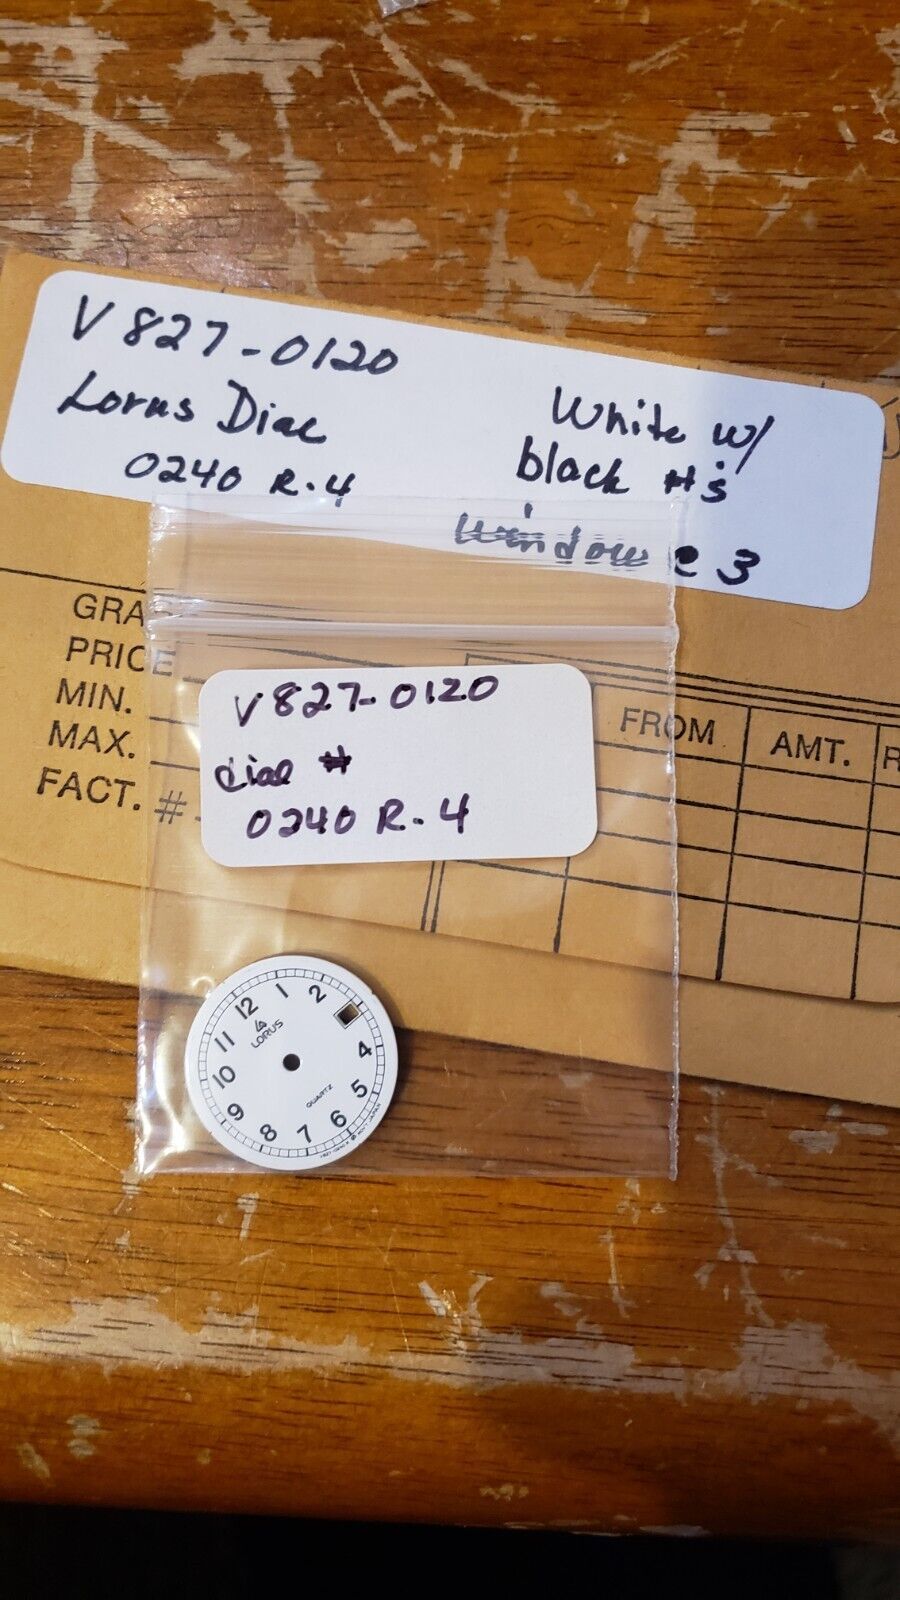 V827-0120
Lorus Dial
0240 R-4
White w/
black #s
window @ 3
GRA
PRICE
MIN.
MAX.
FACT. #
FROM
AMT.
R
V827-0120
dial #
0240 R-4
12
1
2
4
5
6
7
8
9
10
11
LORUS
QUARTZ
JAPAN